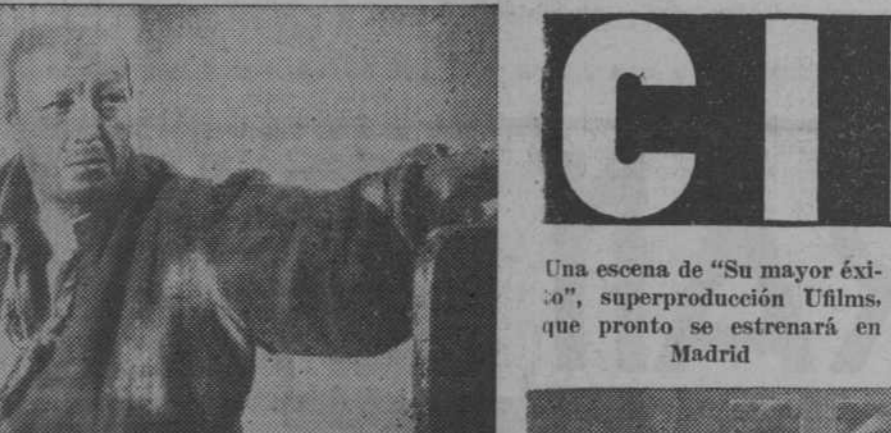 CI
Una escena de “Su mayor éxi-
to”, superproducción Ufilms,
que pronto se estrenará en
Madrid